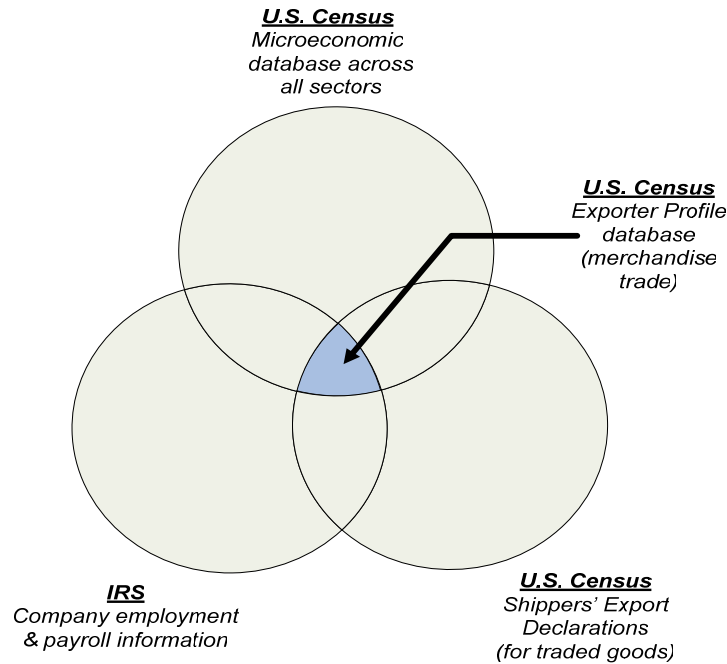 U.S. Census
Microeconomic
database across
all sectors
U.S. Census
Exporter Profile
database
(merchandise
trade)
IRS
Company employment
& payroll information
U.S. Census
Shippers’ Export
Declarations
(for traded goods)